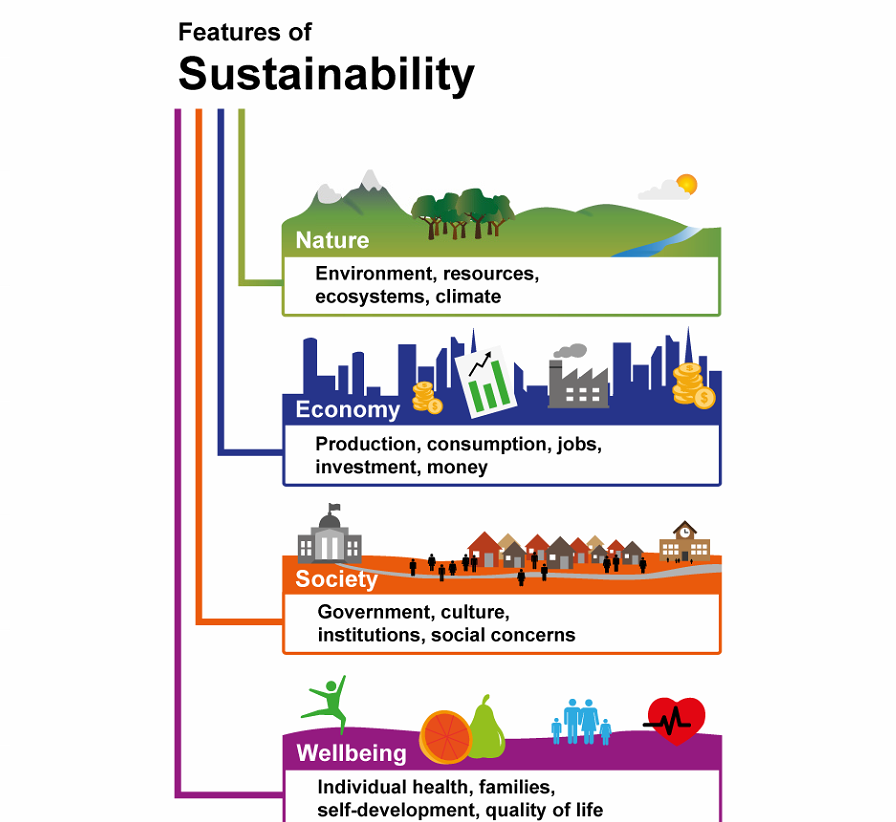 Features of
Sustainability
Nature
Environment, resources,
ecosystems, climate
Economy
Production, consumption, jobs,
investment, money
Society
Government, culture,
institutions, social concerns
Wellbeing
Individual health, families,
self-development, quality of life